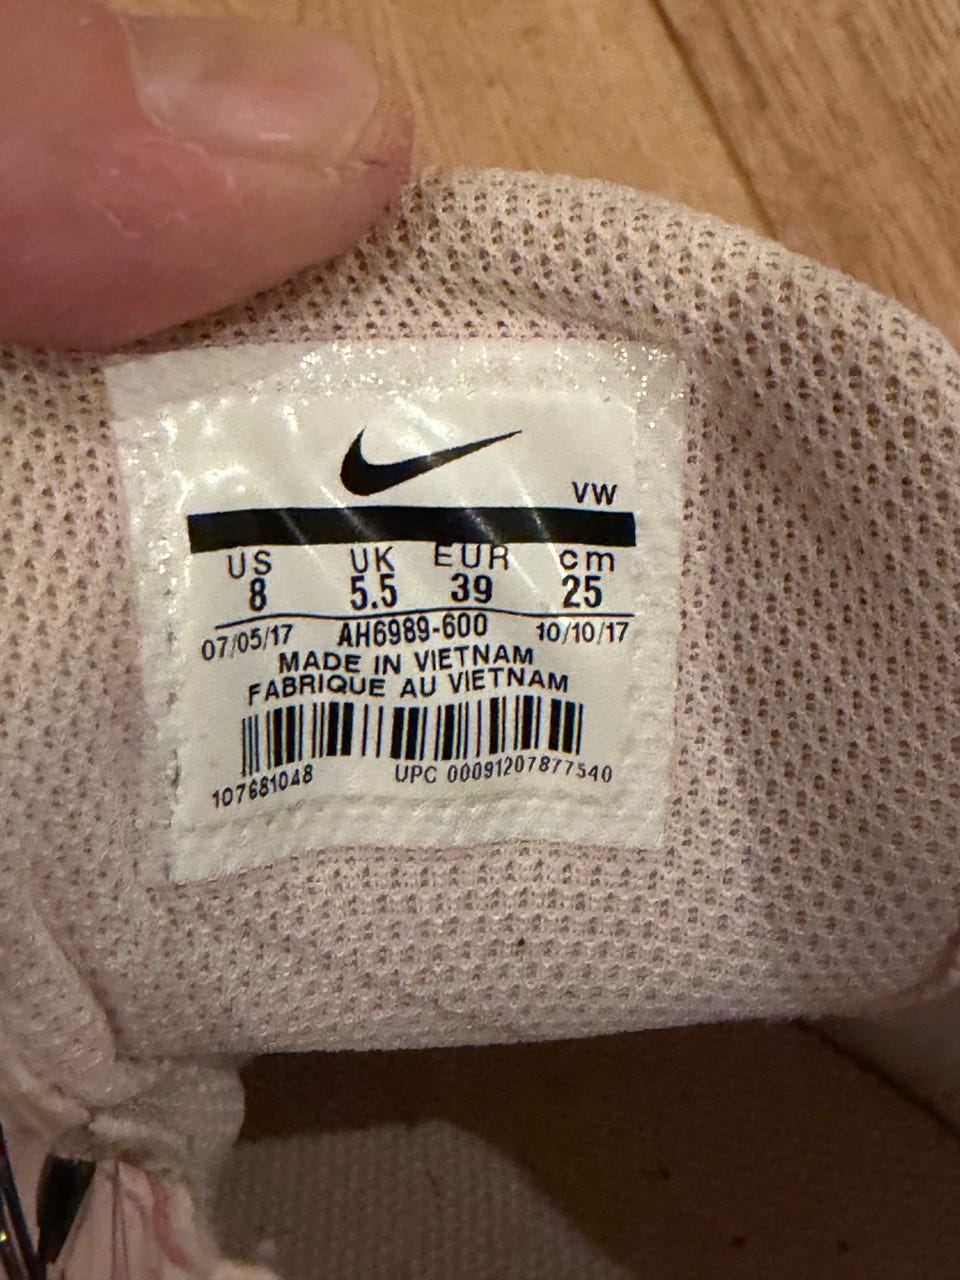 VW
US UK EUR cm
8 5.5 39 25
07/05/17 AH6989-600 10/10/17
MADE IN VIETNAM
FABRIQUE AU VIETNAM
107681048 UPC 00091207877540